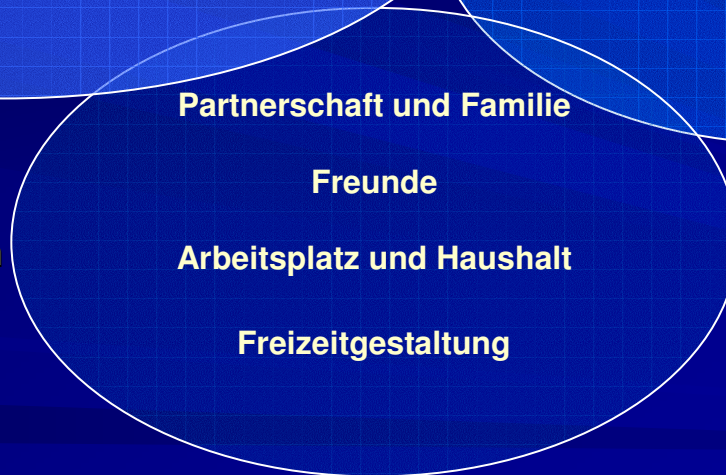 Partnerschaft und Familie
Freunde
Arbeitsplatz und Haushalt
Freizeitgestaltung